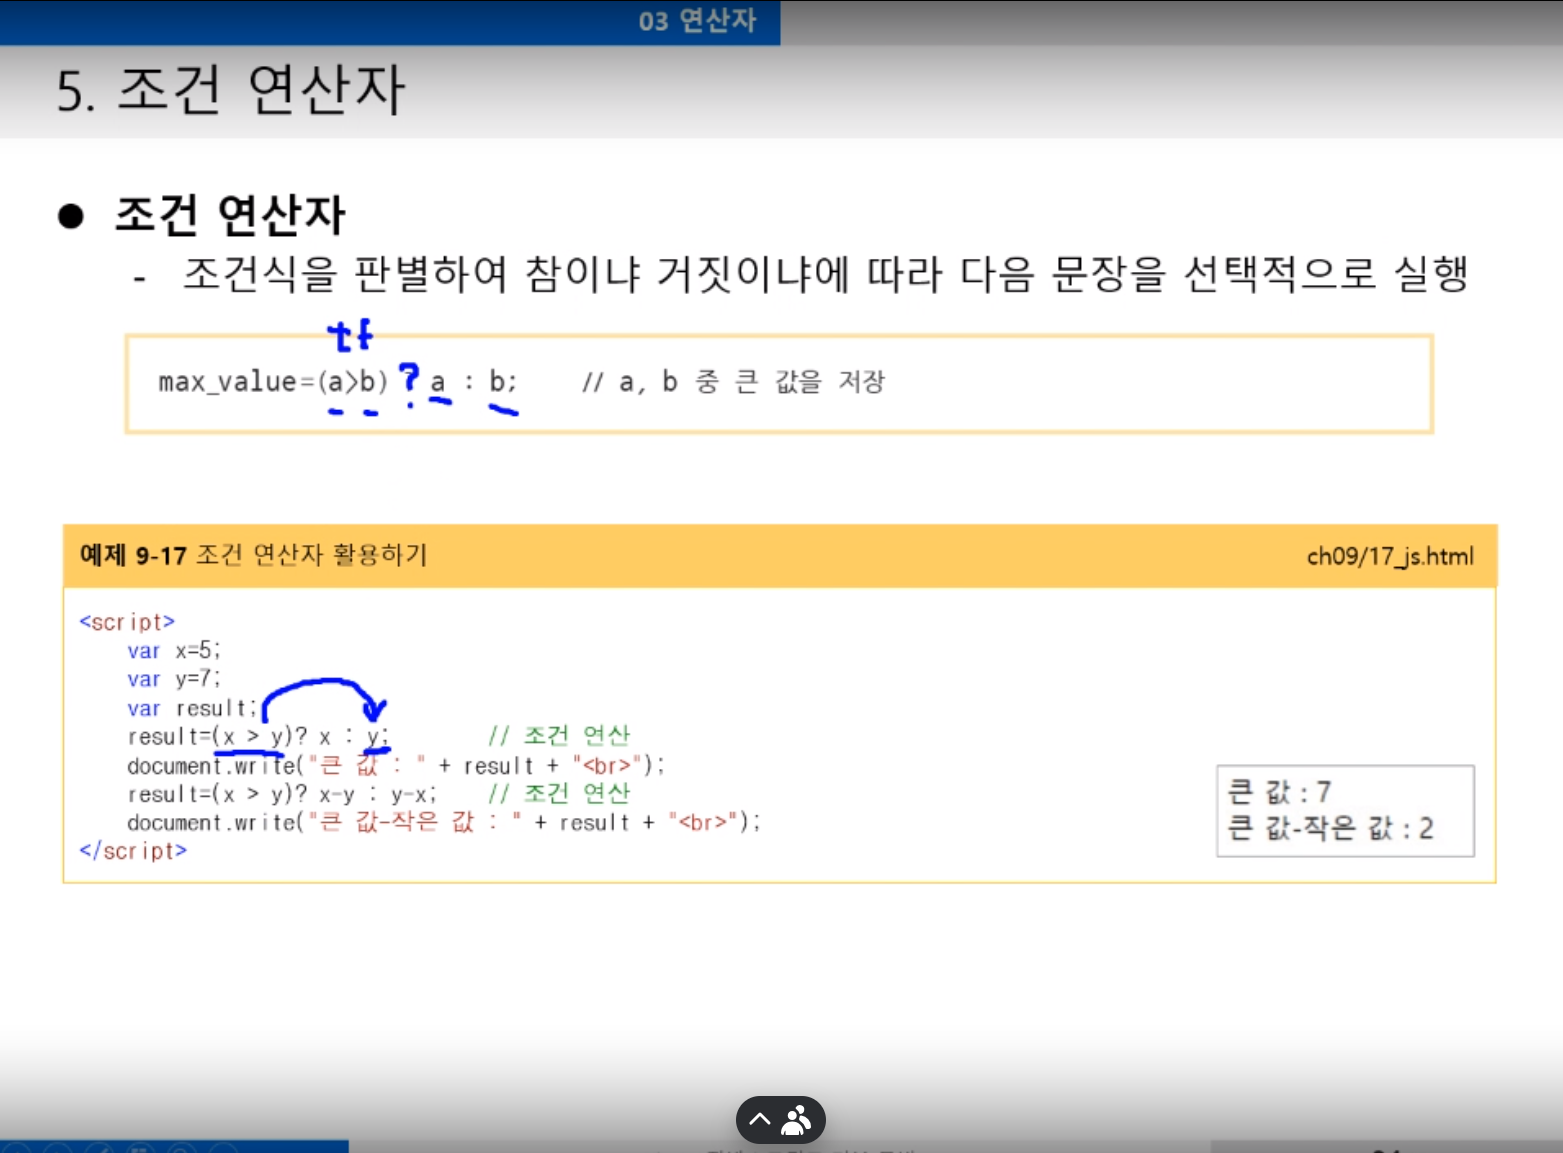 03 연산자
5. 조건 연산자
● 조건 연산자
- 조건식을 판별하여 참이냐 거짓이냐에 따라 다음 문장을 선택적으로 실행
t f
max_value=(a>b) ? a : b;    // a, b 중 큰 값을 저장
예제 9-17 조건 연산자 활용하기    ch09/17_js.html
<script>
var x=5;
var y=7;
var result;
result=(x > y)? x : y;    // 조건 연산
document.write("큰 값 : " + result + "<br>");
result=(x > y)? x-y : y-x;    // 조건 연산
document.write("큰 값-작은 값 : " + result + "<br>");
</script>
큰 값 : 7
큰 값-작은 값 : 2